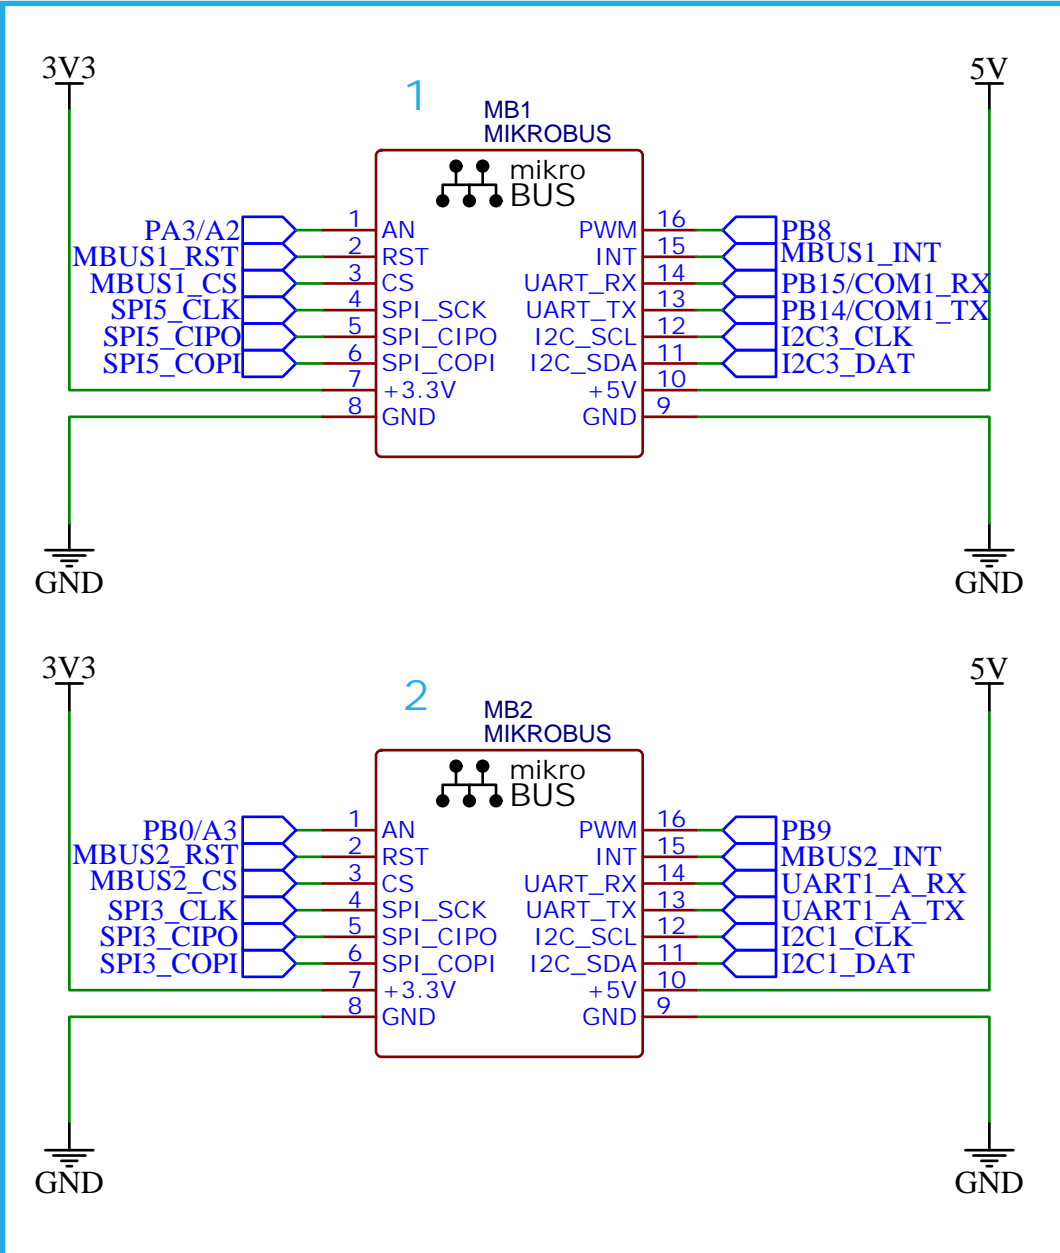 3V3
5V
1
MB1
MIKROBUS
mikro
BUS
PA3/A2 1 AN PWM 16 PB8
MBUS1_RST 2 RST INT 15 MBUS1_INT
MBUS1_CS 3 CS UART_RX 14 PB15/COM1_RX
SPI5_CLK 4 SPI_SCK UART_TX 13 PB14/COM1_TX
SPI5_CIPO 5 SPI_CIPO I2C_SCL 12 I2C3_CLK
SPI5_COPI 6 SPI_COPI I2C_SDA 11 I2C3_DAT
7 +3.3V +5V 10
8 GND GND 9
GND
GND
3V3
5V
2
MB2
MIKROBUS
mikro
BUS
PB0/A3 1 AN PWM 16 PB9
MBUS2_RST 2 RST INT 15 MBUS2_INT
MBUS2_CS 3 CS UART_RX 14 UART1_A_RX
SPI3_CLK 4 SPI_SCK UART_TX 13 UART1_A_TX
SPI3_CIPO 5 SPI_CIPO I2C_SCL 12 I2C1_CLK
SPI3_COPI 6 SPI_COPI I2C_SDA 11 I2C1_DAT
7 +3.3V +5V 10
8 GND GND 9
GND
GND